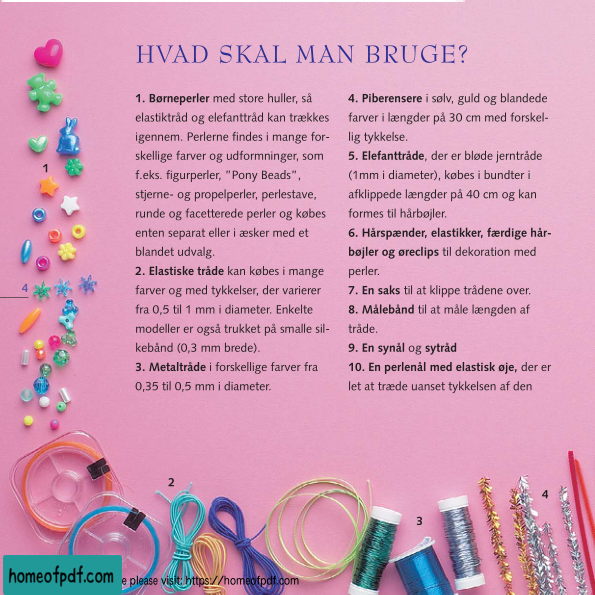 HVAD SKAL MAN BRUGE?
1. Børneperler med store huller, så
elastiktråd og elefanttråd kan trækkes
igennem. Perlerne findes i mange for-
skellige farver og udformninger, som
f.eks. figurperler, ”Pony Beads”,
stjerne- og propelperler, perlestave,
runde og facetterede perler og købes
enten separat eller i æsker med et
blandet udvalg.
2. Elastiske tråde kan købes i mange
farver og med tykkelser, der varierer
fra 0,5 til 1 mm i diameter. Enkelte
modeller er også trukket på smalle sil-
kebånd (0,3 mm brede).
3. Metaltråde i forskellige farver fra
0,35 til 0,5 mm i diameter.
4. Piberensere i sølv, guld og blandede
farver i længder på 30 cm med forskel-
lig tykkelse.
5. Elefanttråde, der er bløde jerntråde
(1mm i diameter), købes i bundter i
afklippede længder på 40 cm og kan
formes til hårbøjler.
6. Hårspænder, elastikker, færdige hår-
bøjler og øreclips til dekoration med
perler.
7. En saks til at klippe trådene over.
8. Målebånd til at måle længden af
tråde.
9. En synål og sytråd
10. En perlenål med elastisk øje, der er
let at træde uanset tykkelsen af den
1
4
2
3
4
homeofpdf.com
e please visit: https://homeofpdf.com